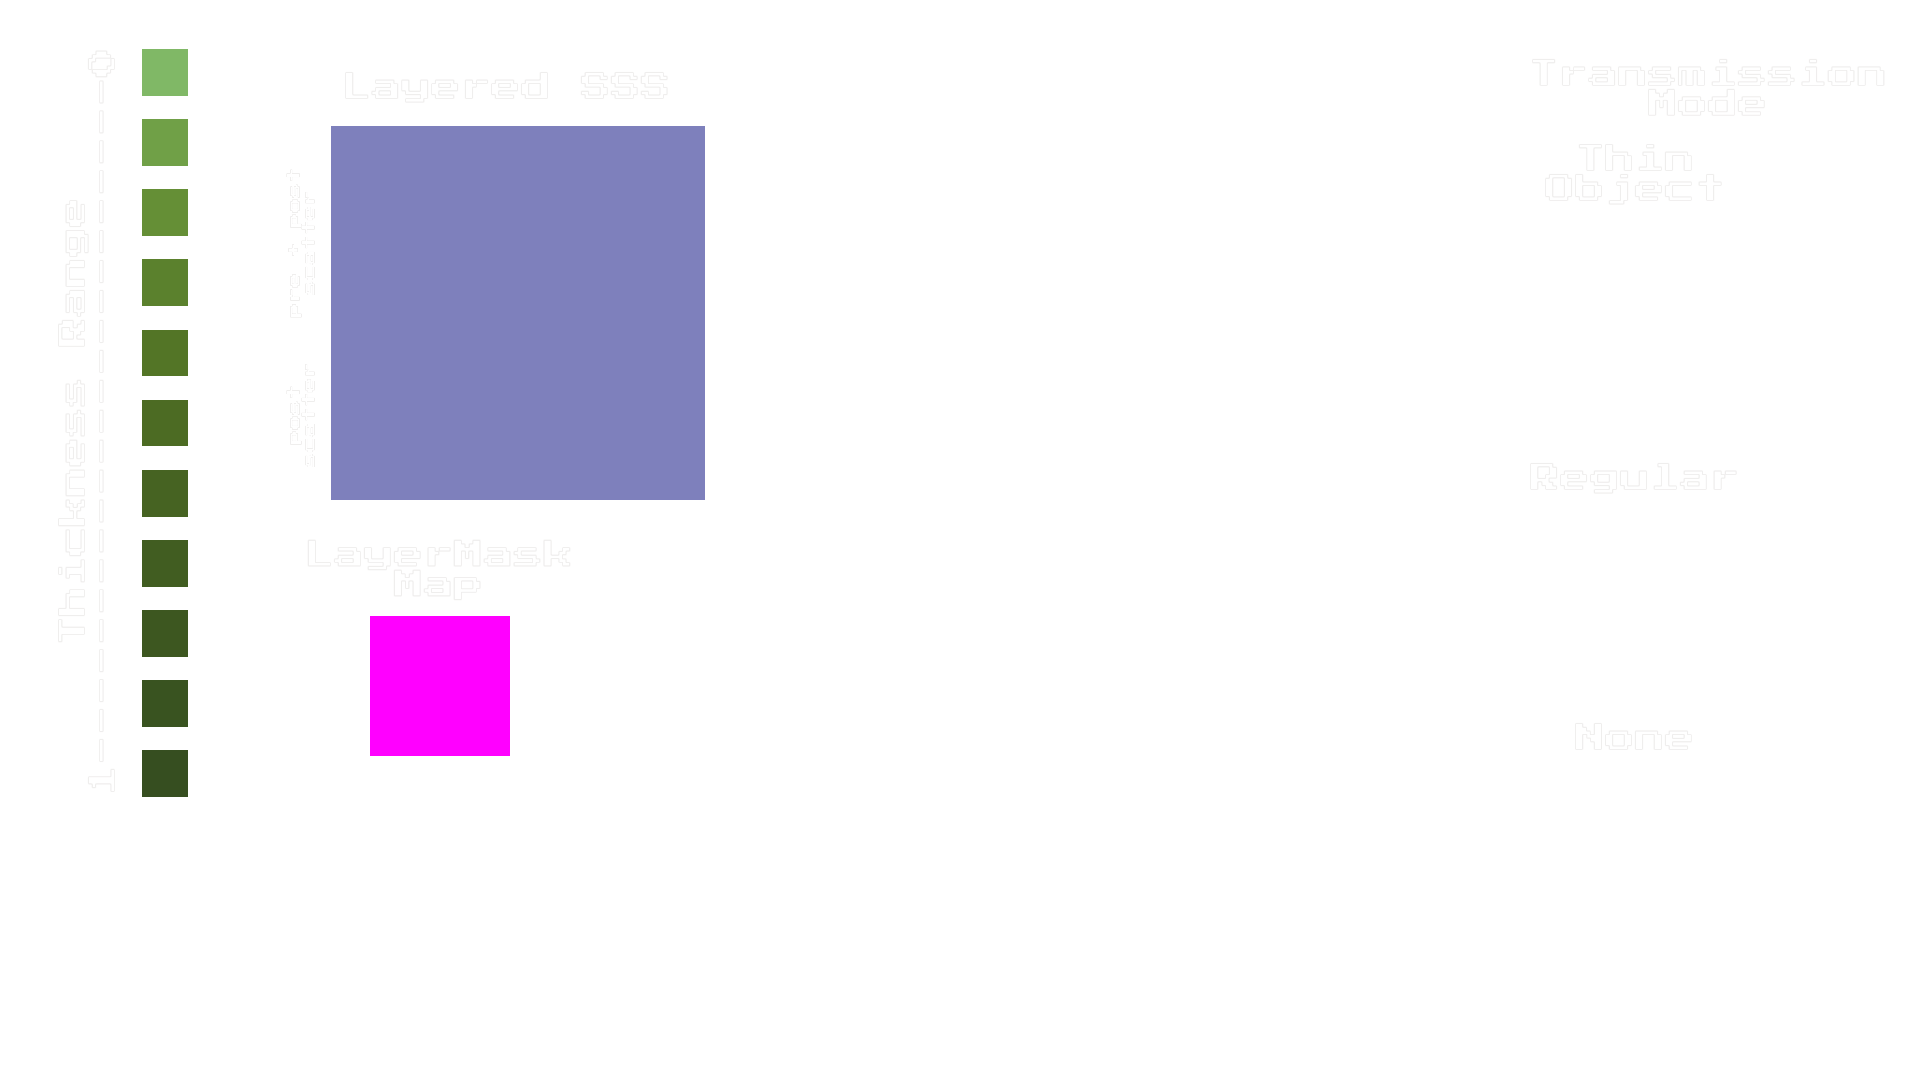 Thickness Range
1-----------------------0
Layered SSS
pre + post
scatter
post
scatter
LayerMask
Map
Transmission
Mode
Thin
Object
Regular
None